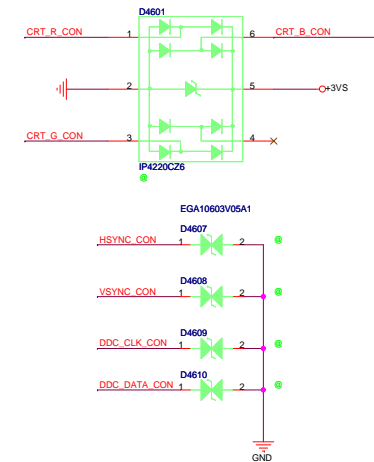 D4601
CRT_R_CON 1 6 CRT_B_CON
2 5 +3VS
CRT_G_CON 3 4
IP4220CZ6
@
EGA10603V05A1
D4607
HSYNC_CON 1 2 @
D4608
VSYNC_CON 1 2 @
D4609
DDC_CLK_CON 1 2 @
D4610
DDC_DATA_CON 1 2 @
GND